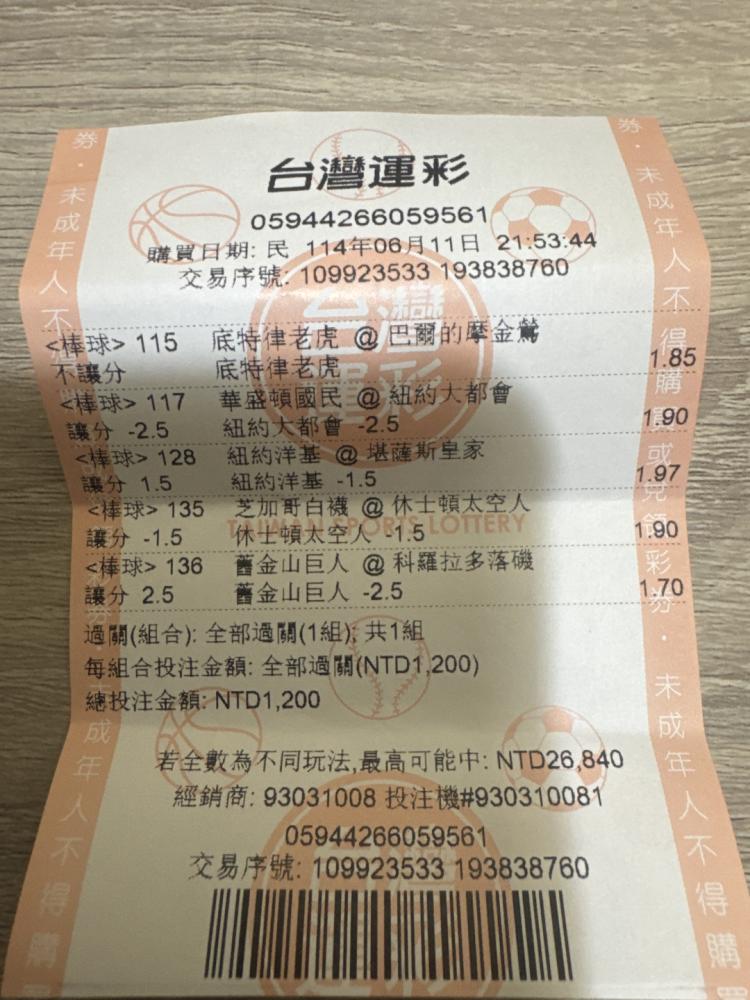 台灣運彩
05944266059561
購買日期: 民 114年06月11日 21:53:44
交易序號: 109923533 193838760
<棒球> 115 底特律老虎 @ 巴爾的摩金鶯
不讓分 底特律老虎 1.85
<棒球> 117 華盛頓國民 @ 紐約大都會
讓分 -2.5 紐約大都會 -2.5 1.90
<棒球> 128 紐約洋基 @ 堪薩斯皇家
讓分 1.5 紐約洋基 -1.5 1.97
<棒球> 135 芝加哥白襪 @ 休士頓太空人
讓分 -1.5 休士頓太空人 -1.5 1.90
TAIWAN SPORTS LOTTERY
<棒球> 136 舊金山巨人 @ 科羅拉多落磯
讓分 2.5 舊金山巨人 -2.5 1.70
過關(組合): 全部過關(1組); 共1組
每組合投注金額: 全部過關(NTD1,200)
總投注金額: NTD1,200
若全數為不同玩法,最高可能中: NTD26,840
經銷商: 93031008 投注機#930310081
05944266059561
交易序號: 109923533 193838760
券・未成年人不
成年人不得購
券・未成年人不得購買或兌領彩券・未成年人不得購
台灣運彩